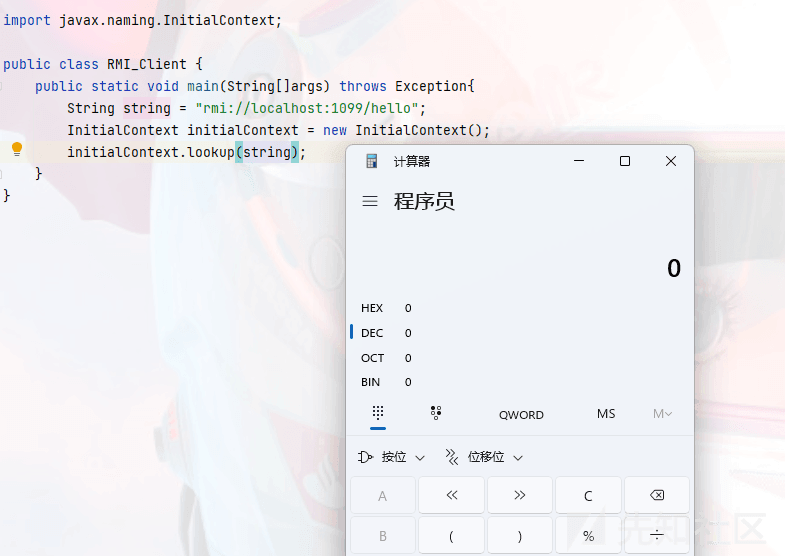 import javax.naming.InitialContext;
public class RMI_Client {
    public static void main(String[]args) throws Exception{
        String string = "rmi://localhost:1099/hello";
        InitialContext initialContext = new InitialContext();
        initialContext.lookup(string);
    }
}
计算器
程序员
0
HEX 0
DEC 0
OCT 0
BIN 0
QWORD MS M
按位 位移位
A << >> C
B ( ) % ÷
先知社区